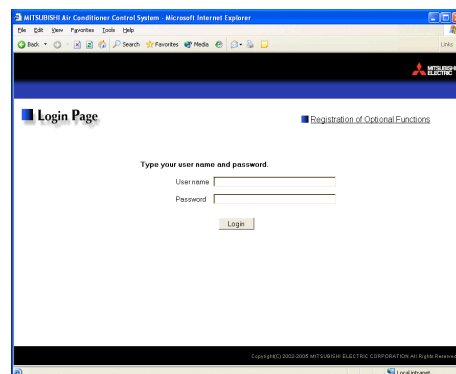 MITSUBISHI Air Conditioner Control System - Microsoft Internet Explorer
File Edit View Favorites Tools Help
Back Search Favorites Media Links
MITSUBISHI
ELECTRIC
Login Page
Registration of Optional Functions
Type your user name and password.
User name
Password
Login
Copyright(C) 2002-2005 MITSUBISHI ELECTRIC CORPORATION All Rights Reserved
Local intranet